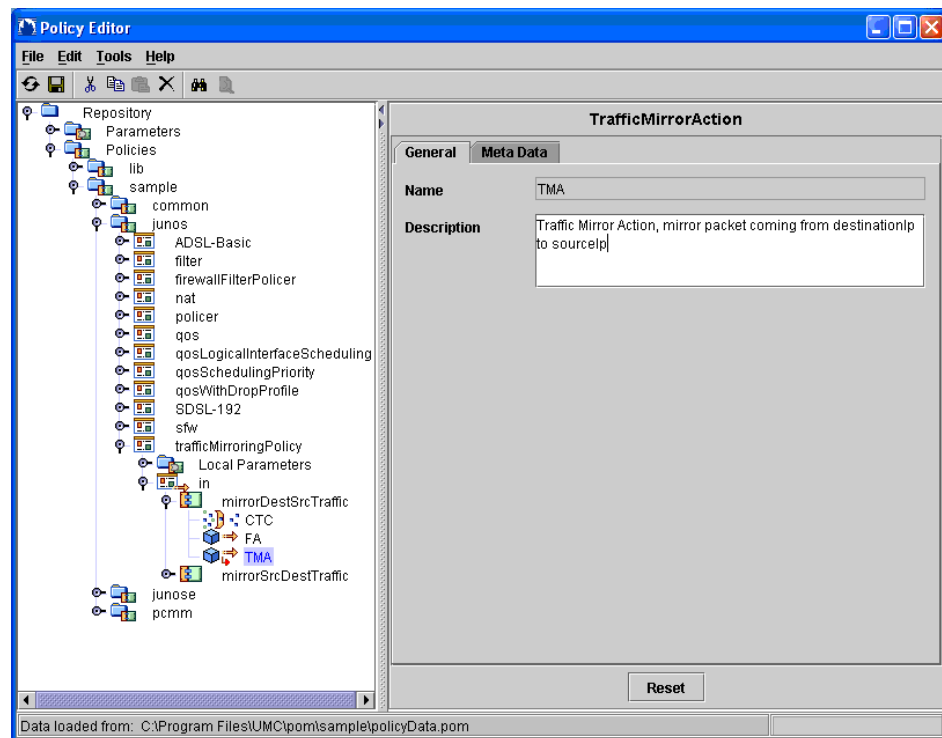 Policy Editor
File Edit Tools Help
Repository
Parameters
Policies
lib
sample
common
junos
ADSL-Basic
filter
firewallFilterPolicer
nat
policer
qos
qosLogicalInterfaceScheduling
qosSchedulingPriority
qosWithDropProfile
SDSL-192
sfw
trafficMirroringPolicy
Local Parameters
in
mirrorDestSrcTraffic
CTC
FA
TMA
mirrorSrcDestTraffic
junose
pcmm
TrafficMirrorAction
General Meta Data
Name TMA
Description Traffic Mirror Action, mirror packet coming from destinationIp
to sourceIp
Reset
Data loaded from: C:\Program Files\UMC\pom\sample\policyData.pom